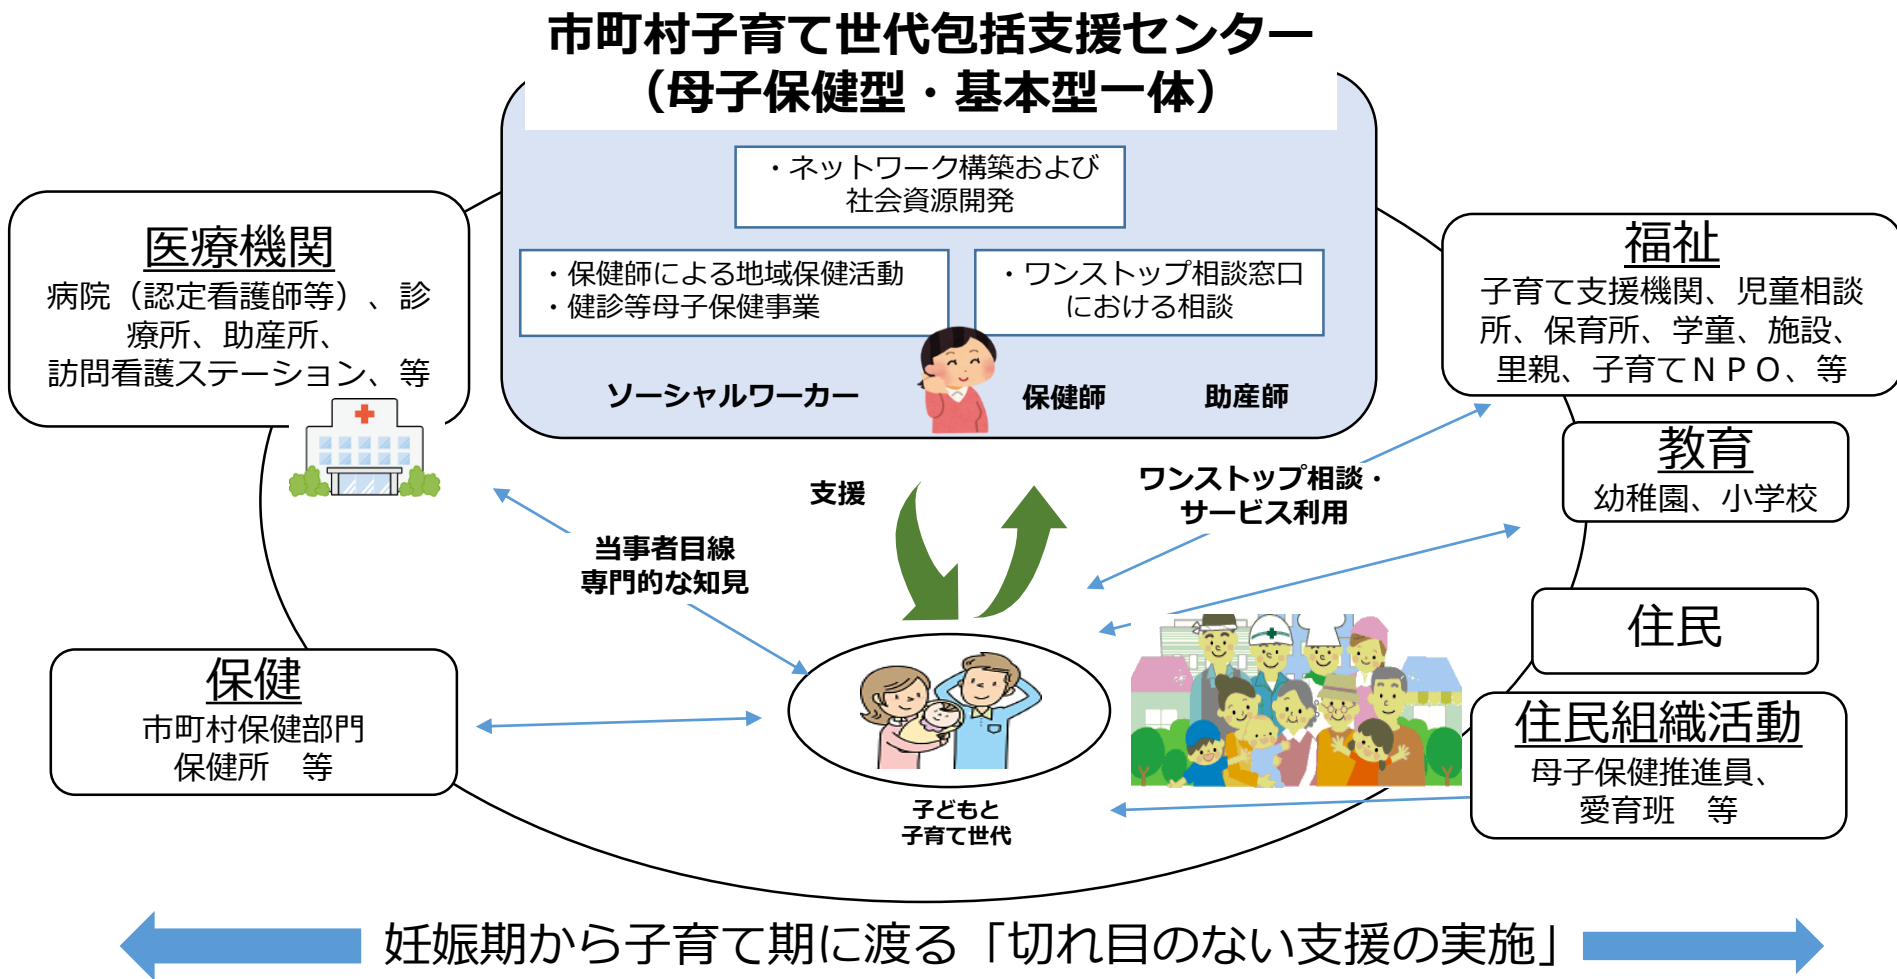 市町村子育て世代包括支援センター
（母子保健型・基本型一体）
・ネットワーク構築および
社会資源開発
・保健師による地域保健活動
・健診等母子保健事業
・ワンストップ相談窓口
における相談
ソーシャルワーカー
保健師
助産師
医療機関
病院（認定看護師等）、診
療所、助産所、
訪問看護ステーション、等
福祉
子育て支援機関、児童相談
所、保育所、学童、施設、
里親、子育てＮＰＯ、等
教育
幼稚園、小学校
支援
ワンストップ相談・
サービス利用
当事者目線
専門的な知見
住民
保健
市町村保健部門
保健所　等
住民組織活動
母子保健推進員、
愛育班　等
子どもと
子育て世代
妊娠期から子育て期に渡る「切れ目のない支援の実施」